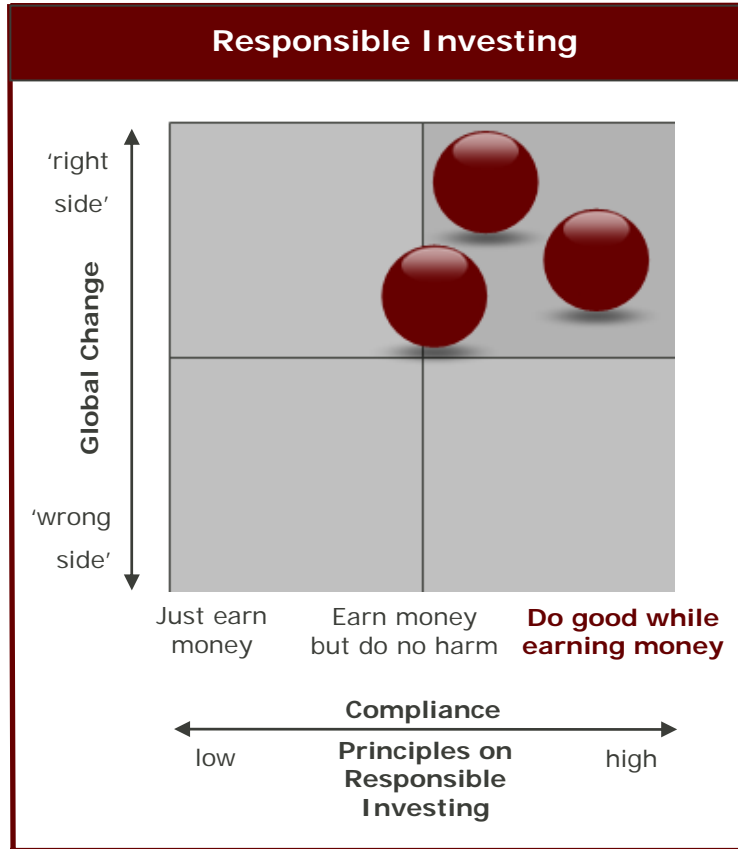 Responsible Investing
‘right
side’
Global Change
‘wrong
side’
Just earn
money
Earn money
but do no harm
Do good while
earning money
Compliance
low
Principles on
Responsible
Investing
high